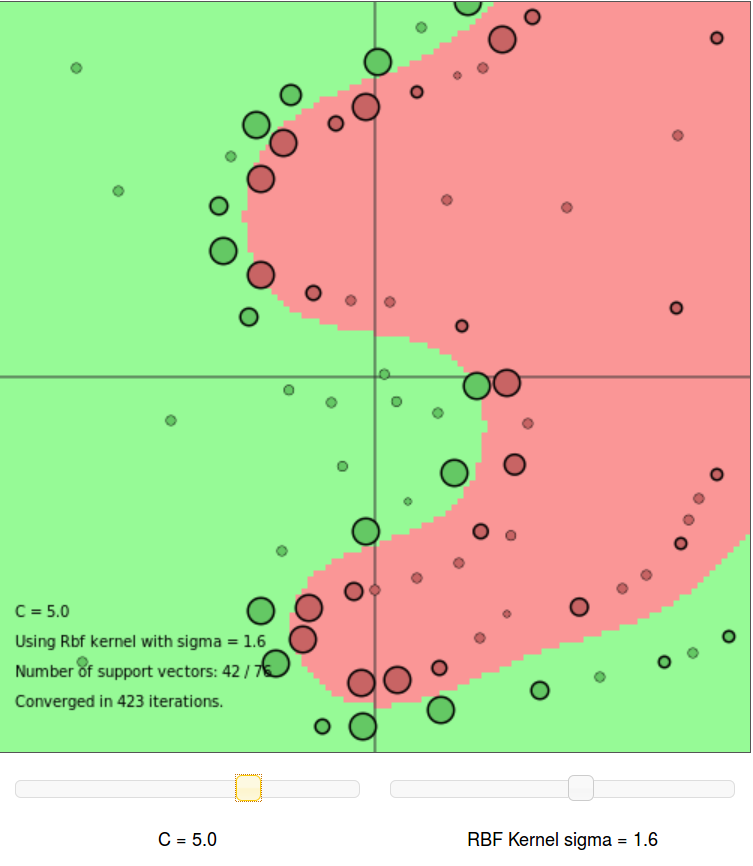 C = 5.0
Using Rbf kernel with sigma = 1.6
Number of support vectors: 42 / 76
Converged in 423 iterations.
C = 5.0
RBF Kernel sigma = 1.6